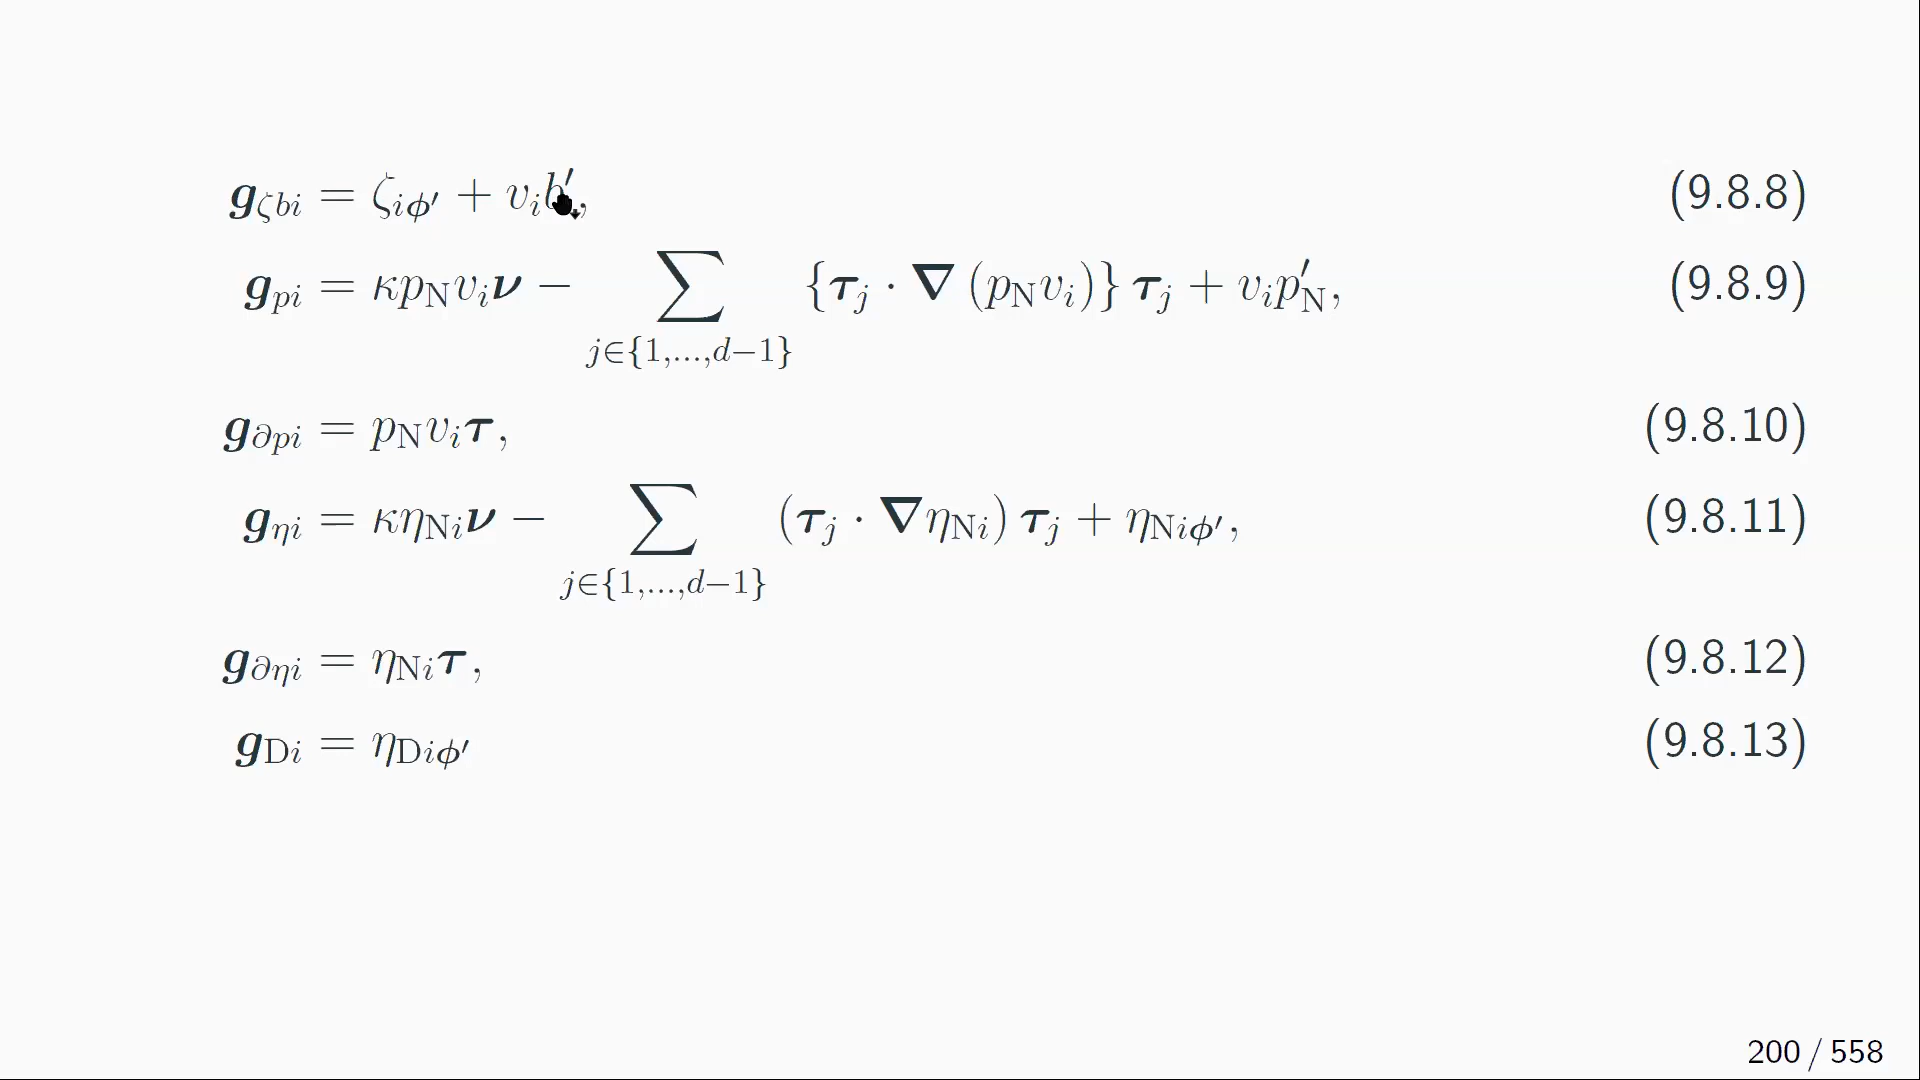 𝒈_{ζbi} = ζ_{iϕ′} + v_i b′, (9.8.8)
𝒈_{pi} = κp_N v_i 𝝂 − ∑_{j∈{1,...,d−1}} {𝝉_j · 𝛁 (p_N v_i)} 𝝉_j + v_i p′_N, (9.8.9)
𝒈_{∂pi} = p_N v_i 𝝉, (9.8.10)
𝒈_{ηi} = κη_{Ni} 𝝂 − ∑_{j∈{1,...,d−1}} (𝝉_j · 𝛁η_{Ni}) 𝝉_j + η_{Niϕ′}, (9.8.11)
𝒈_{∂ηi} = η_{Ni} 𝝉, (9.8.12)
𝒈_{Di} = η_{Diϕ′} (9.8.13)
200 / 558